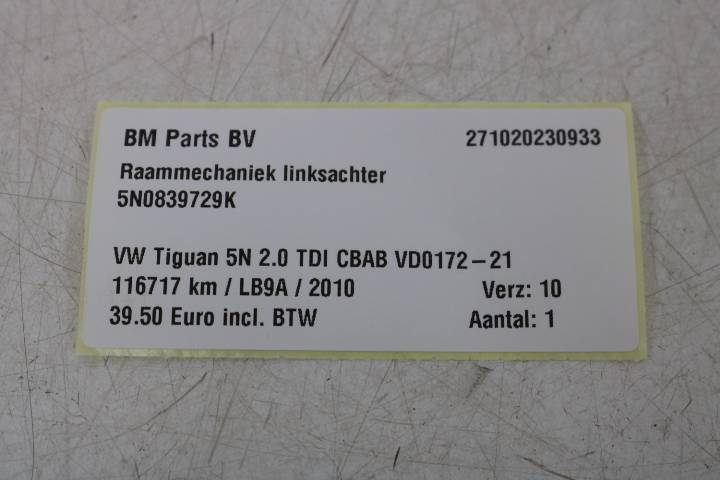 BM Parts BV 271020230933
Raammechaniek linksachter
5N0839729K
VW Tiguan 5N 2.0 TDI CBAB VD0172-21
116717 km / LB9A / 2010 Verz: 10
39.50 Euro incl. BTW Aantal: 1